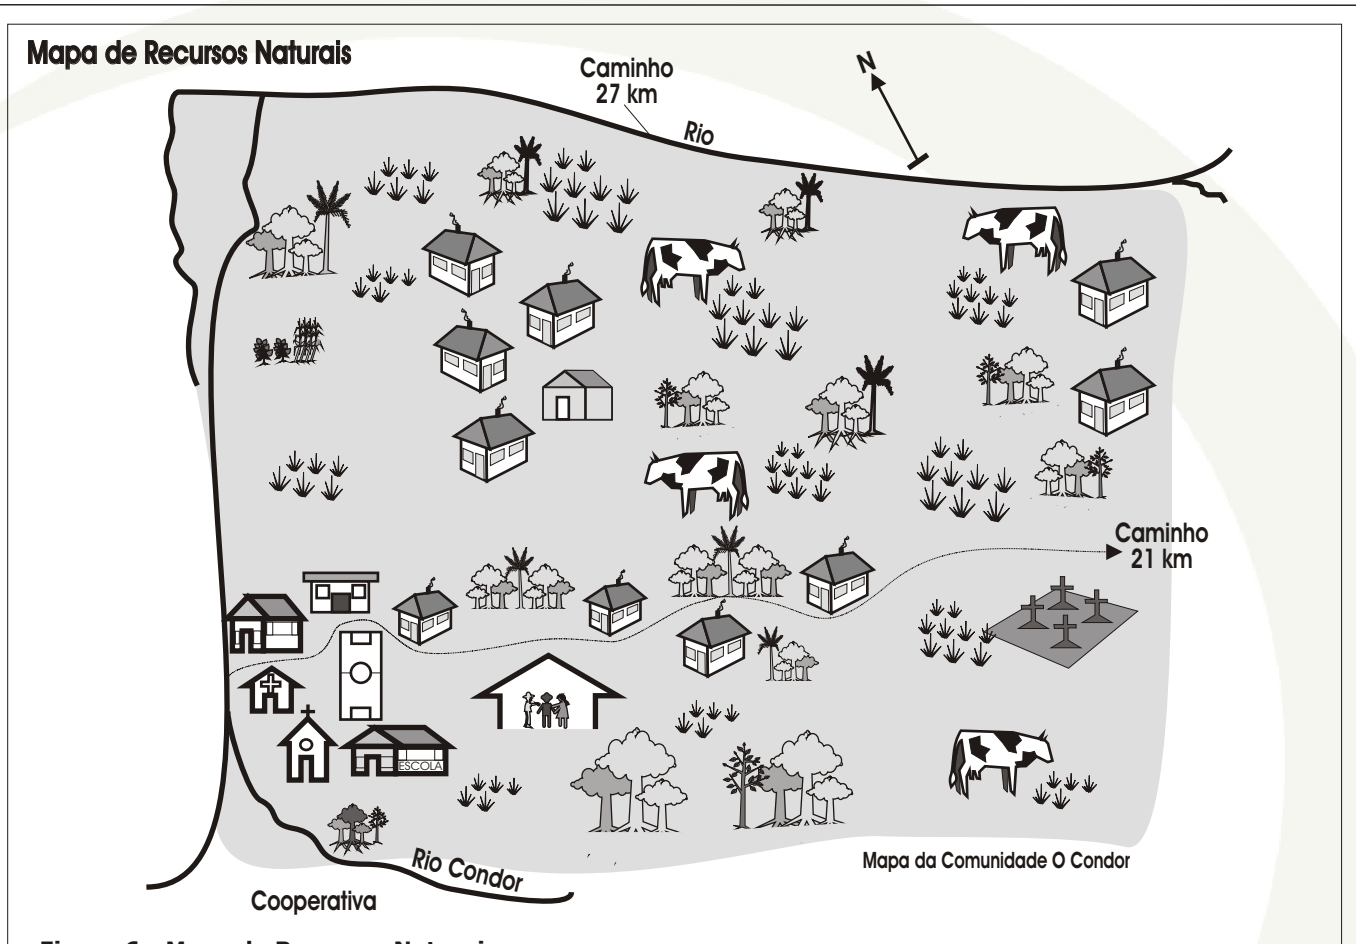 Mapa de Recursos Naturais
Caminho
27 km
Rio
N
Caminho
21 km
ESCOLA
Rio Condor
Mapa da Comunidade O Condor
Cooperativa